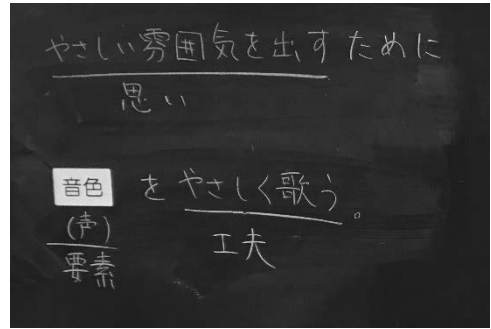 やさしい雰囲気を出すために
思い
音色をやさしく歌う。
(声)
工夫
要素